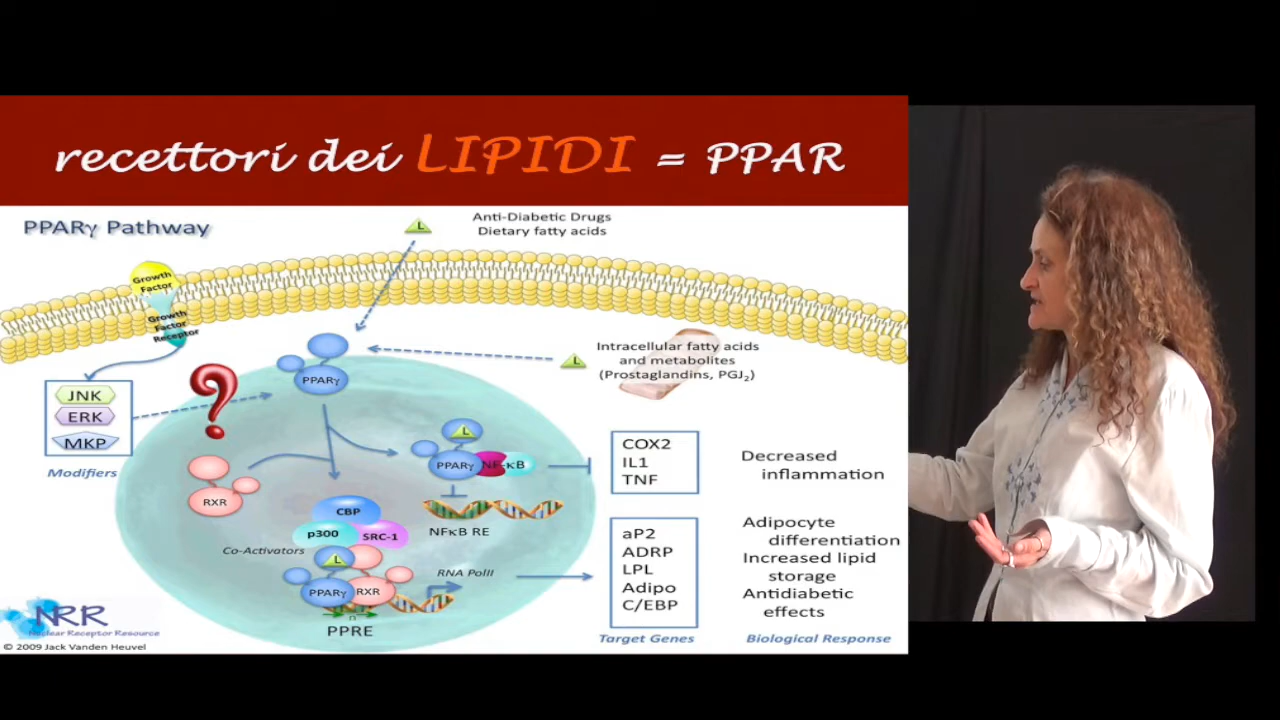 recettori dei LIPIDI = PPAR
PPARγ Pathway
L
Anti-Diabetic Drugs
Dietary fatty acids
Growth
Factor
Growth
Factor
Receptor
PPARγ
L
Intracellular fatty acids
and metabolites
(Prostaglandins, PGJ₂)
JNK
ERK
MKP
Modifiers
?
RXR
L
PPARγ
NF-κB
NFκB RE
COX2
IL1
TNF
Decreased
inflammation
CBP
p300
SRC-1
Co-Activators
L
PPARγ
RXR
RNA PolII
PPRE
aP2
ADRP
LPL
Adipo
C/EBP
Adipocyte
differentiation
Increased lipid
storage
Antidiabetic
effects
Target Genes
Biological Response
NRR
Nuclear Receptor Resource
© 2009 Jack Vanden Heuvel